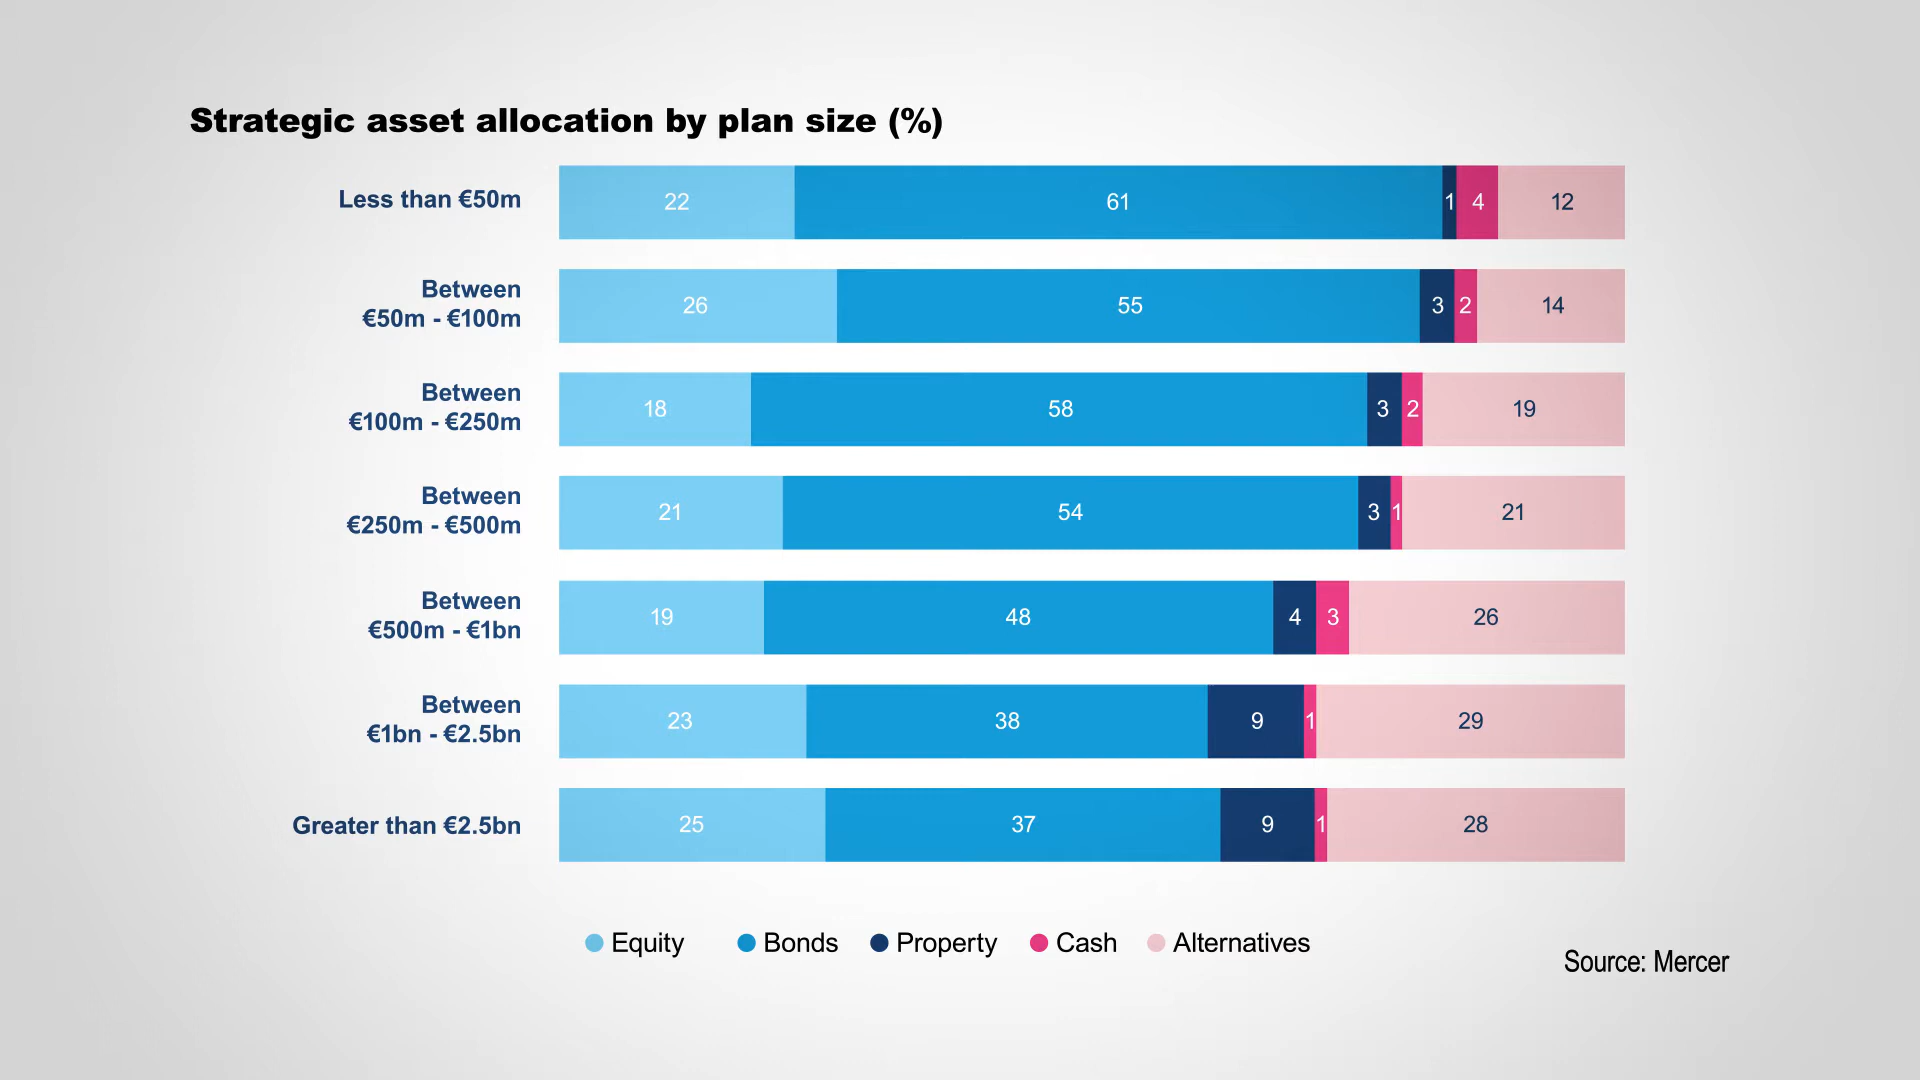 Strategic asset allocation by plan size (%)
Less than €50m
22 61 1 4 12
Between
€50m - €100m
26 55 3 2 14
Between
€100m - €250m
18 58 3 2 19
Between
€250m - €500m
21 54 3 1 21
Between
€500m - €1bn
19 48 4 3 26
Between
€1bn - €2.5bn
23 38 9 1 29
Greater than €2.5bn
25 37 9 1 28
Equity Bonds Property Cash Alternatives
Source: Mercer